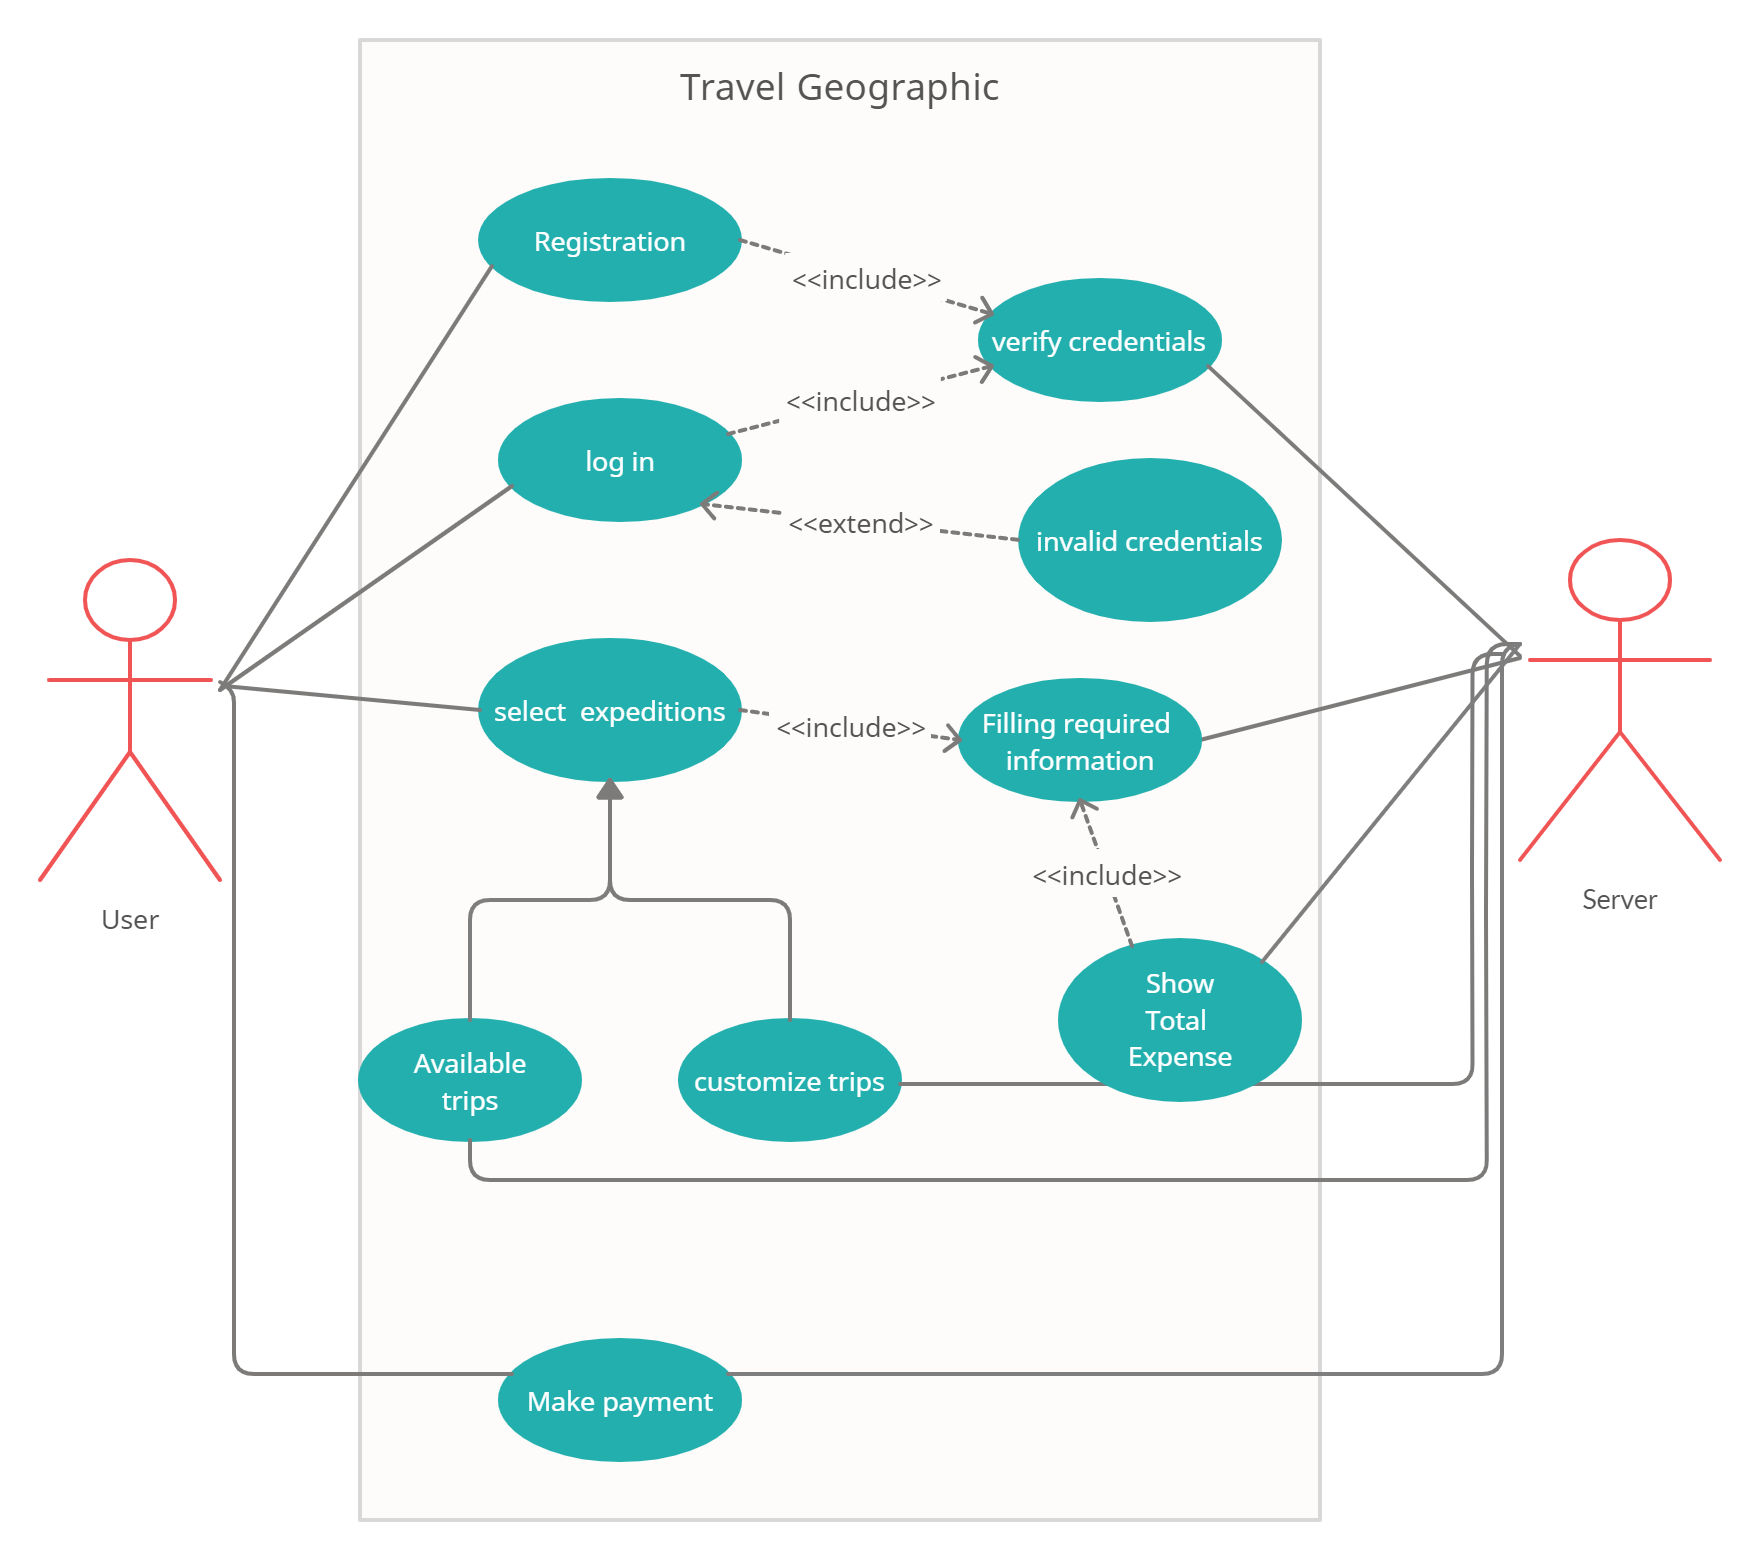 Travel Geographic
Registration
<<include>>
verify credentials
<<include>>
log in
<<extend>>
invalid credentials
select  expeditions
<<include>>
Filling required
information
<<include>>
User
Server
Show
Total
Expense
Available
trips
customize trips
Make payment